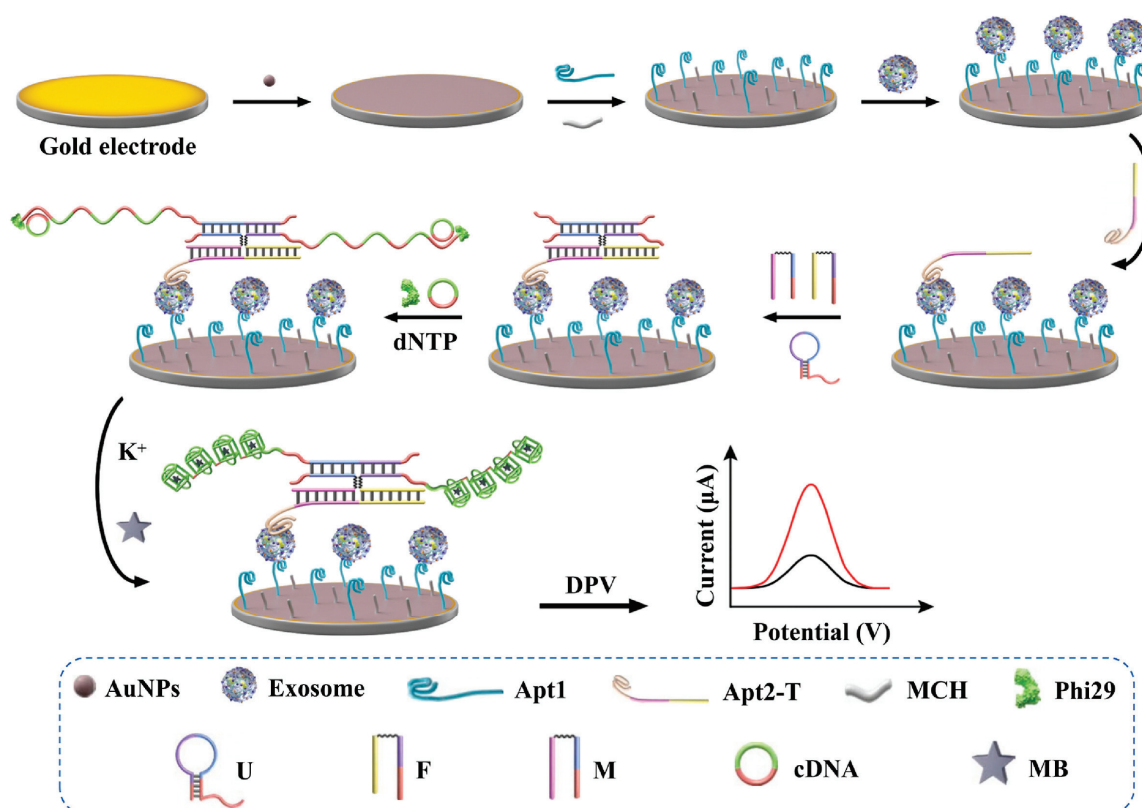 Gold electrode
dNTP
K⁺
DPV
Current (μA)
Potential (V)
AuNPs
Exosome
Apt1
Apt2-T
MCH
Phi29
U
F
M
cDNA
MB